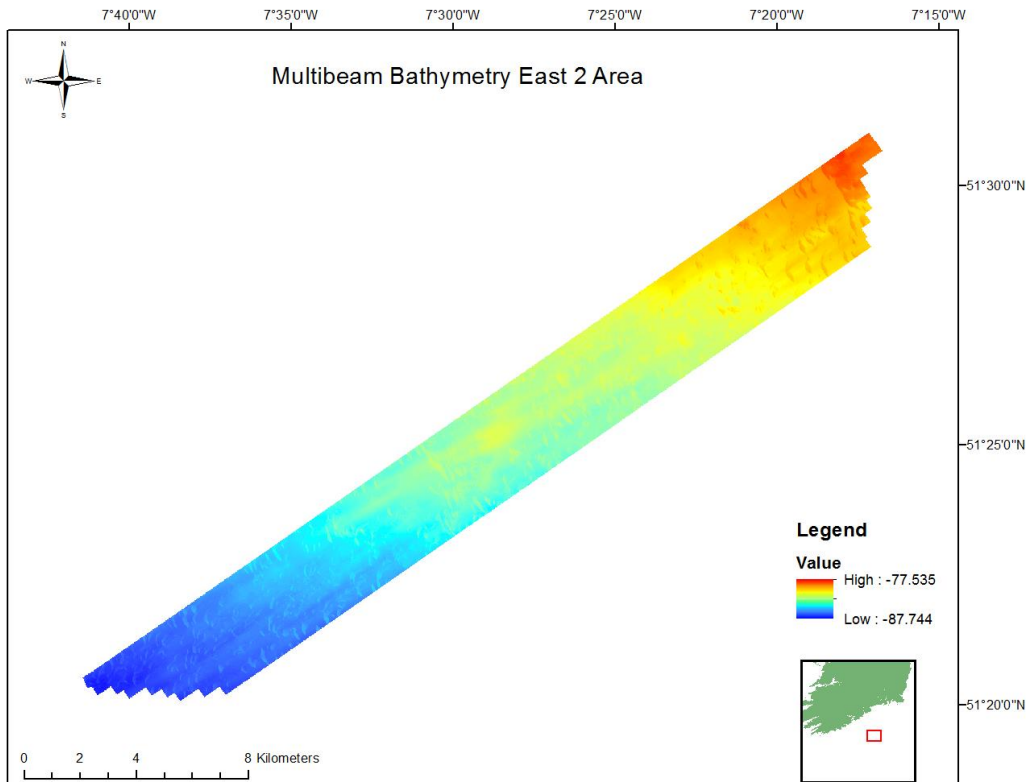 7°40'0"W 7°35'0"W 7°30'0"W 7°25'0"W 7°20'0"W 7°15'0"W
N
W E
S
Multibeam Bathymetry East 2 Area
51°30'0"N
51°25'0"N
Legend
Value
High : -77.535
Low : -87.744
51°20'0"N
0 2 4 8 Kilometers